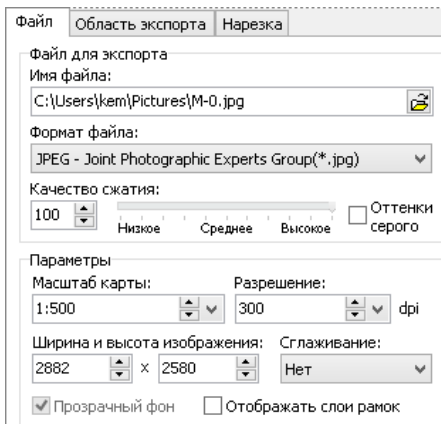 Файл Область экспорта Нарезка
Файл для экспорта
Имя файла:
C:\Users\kem\Pictures\M-0.jpg
Формат файла:
JPEG - Joint Photographic Experts Group(*.jpg)
Качество сжатия:
100 Низкое Среднее Высокое Оттенки серого
Параметры
Масштаб карты: Разрешение:
1:500 300 dpi
Ширина и высота изображения: Сглаживание:
2882 x 2580 Нет
Прозрачный фон Отображать слои рамок